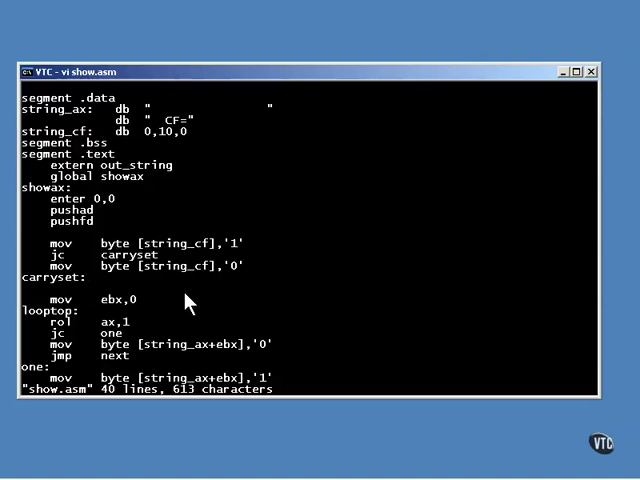 VTC - vi show.asm
segment .data
string_ax:   db  "                "
             db  "  CF="
string_cf:   db  0,10,0
segment .bss
segment .text
    extern out_string
    global showax
showax:
    enter 0,0
    pushad
    pushfd
    mov    byte [string_cf],'1'
    jc     carryset
    mov    byte [string_cf],'0'
carryset:
    mov    ebx,0
looptop:
    rol    ax,1
    jc     one
    mov    byte [string_ax+ebx],'0'
    jmp    next
one:
    mov    byte [string_ax+ebx],'1'
"show.asm" 40 lines, 613 characters
VTC